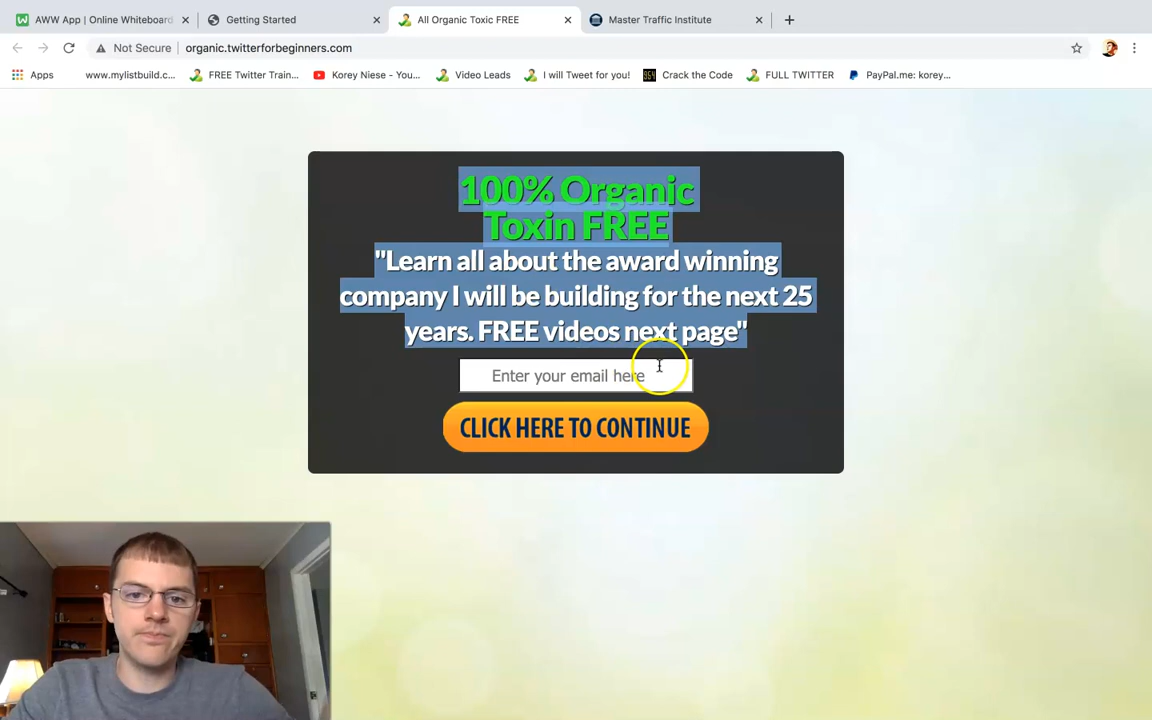 AWW App | Online Whiteboard
Getting Started
All Organic Toxic FREE
Master Traffic Institute
Not Secure
organic.twitterforbeginners.com
Apps
www.mylistbuild.c...
FREE Twitter Train...
Korey Niese - You...
Video Leads
I will Tweet for you!
Crack the Code
FULL TWITTER
PayPal.me: korey...
100% Organic
Toxin FREE
"Learn all about the award winning
company I will be building for the next 25
years. FREE videos next page"
Enter your email here
CLICK HERE TO CONTINUE